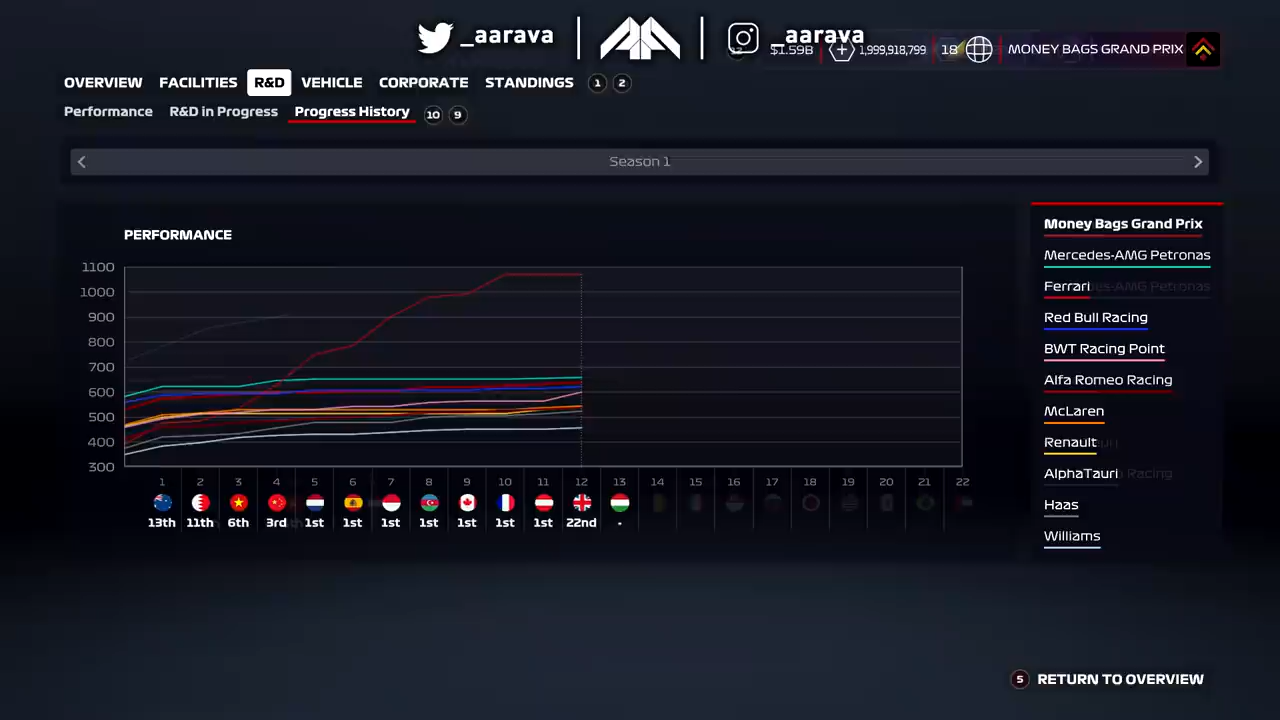 _aarava
_aarava
$1.59B
1,999,918,799
18
MONEY BAGS GRAND PRIX
OVERVIEW FACILITIES R&D VEHICLE CORPORATE STANDINGS 1 2
Performance R&D in Progress Progress History 10 9
Season 1
PERFORMANCE
1100
1000
900
800
700
600
500
400
300
1 2 3 4 5 6 7 8 9 10 11 12 13 14 15 16 17 18 19 20 21 22
13th 11th 6th 3rd 1st 1st 1st 1st 1st 1st 1st 22nd -
Money Bags Grand Prix
Mercedes-AMG Petronas
Ferrari
Red Bull Racing
BWT Racing Point
Alfa Romeo Racing
McLaren
Renault
AlphaTauri
Haas
Williams
S RETURN TO OVERVIEW